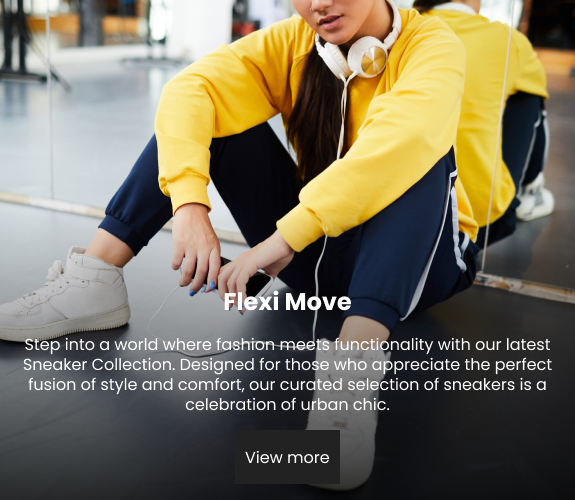 Flexi Move
Step into a world where fashion meets functionality with our latest
Sneaker Collection. Designed for those who appreciate the perfect
fusion of style and comfort, our curated selection of sneakers is a
celebration of urban chic.
View more